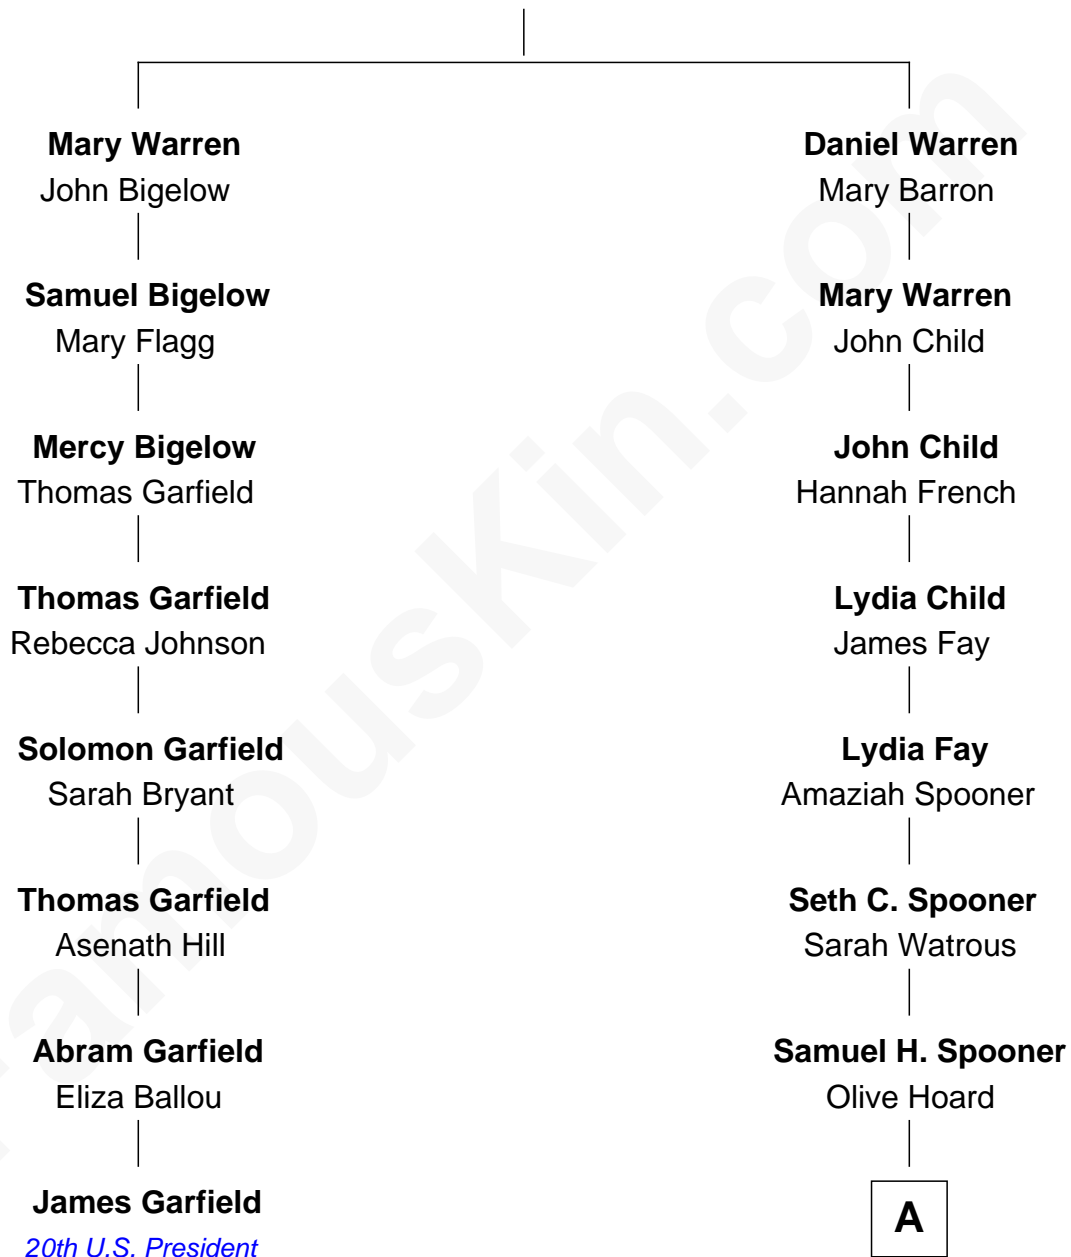 Mary Warren
John Bigelow
Samuel Bigelow
Mary Flagg
Mercy Bigelow
Thomas Garfield
Thomas Garfield
Rebecca Johnson
Solomon Garfield
Sarah Bryant
Thomas Garfield
Asenath Hill
Abram Garfield
Eliza Ballou
James Garfield
20th U.S. President
Daniel Warren
Mary Barron
Mary Warren
John Child
John Child
Hannah French
Lydia Child
James Fay
Lydia Fay
Amaziah Spooner
Seth C. Spooner
Sarah Watrous
Samuel H. Spooner
Olive Hoard
A
FamousKin.com